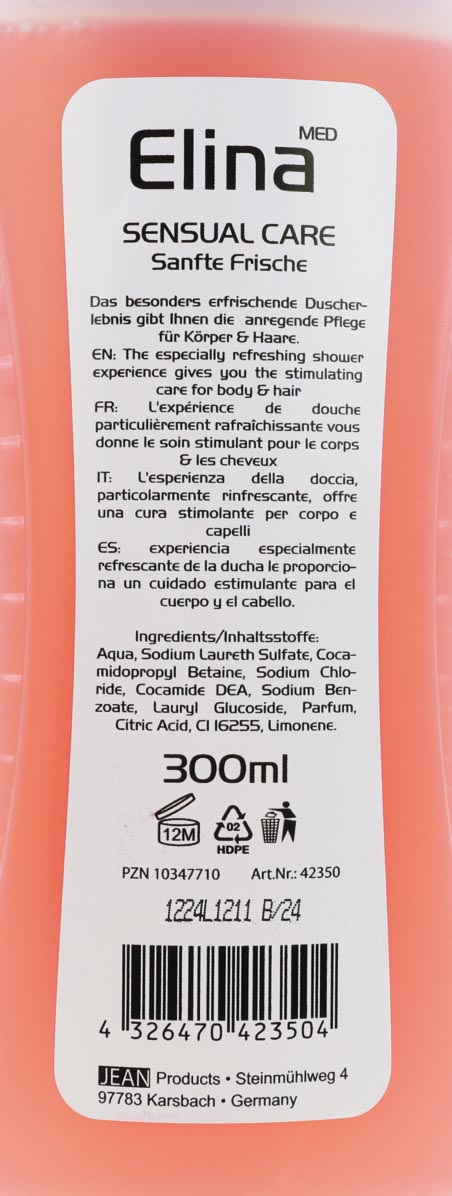 Elina MED
SENSUAL CARE
Sanfte Frische
Das besonders erfrischende Duscher-
lebnis gibt Ihnen die anregende Pflege
für Körper & Haare.
EN: The especially refreshing shower
experience gives you the stimulating
care for body & hair
FR: L'expérience de douche
particulièrement rafraîchissante vous
donne le soin stimulant pour le corps
& les cheveux
IT: L'esperienza della doccia,
particolarmente rinfrescante, offre
una cura stimolante per corpo e
capelli
ES: experiencia especialmente
refrescante de la ducha le proporcio-
na un cuidado estimulante para el
cuerpo y el cabello.
Ingredients/Inhaltsstoffe:
Aqua, Sodium Laureth Sulfate, Coca-
midopropyl Betaine, Sodium Chlo-
ride, Cocamide DEA, Sodium Ben-
zoate, Lauryl Glucoside, Parfum,
Citric Acid, CI 16255, Limonene.
300ml
12M
02
HDPE
PZN 10347710 Art.Nr.: 42350
1224L1211 B/24
4 326470 423504
JEAN Products • Steinmühlweg 4
97783 Karsbach • Germany